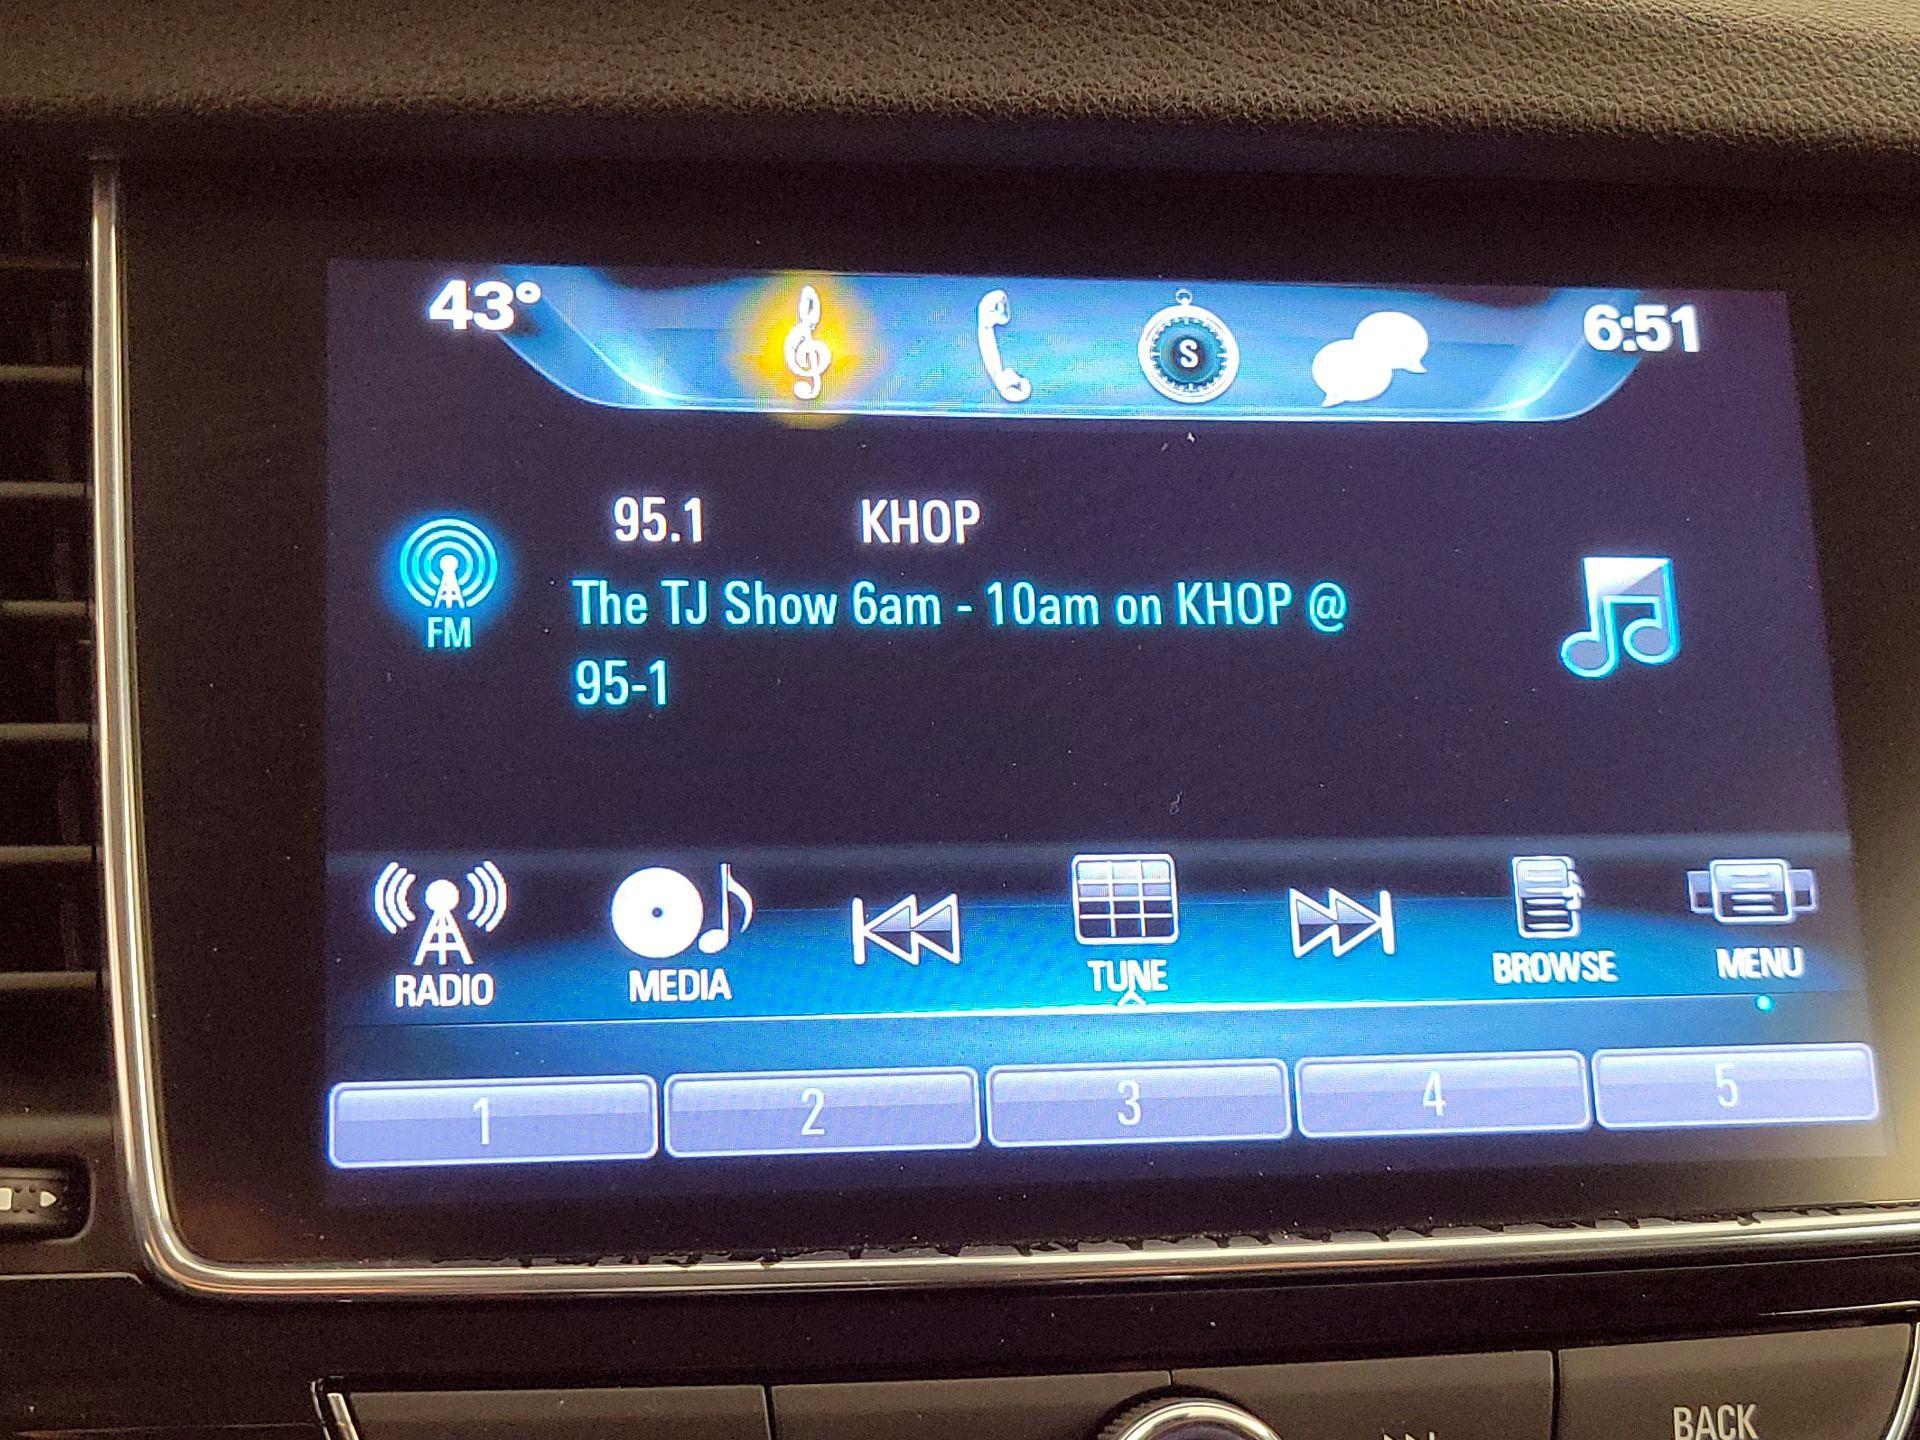 43°
S
6:51
95.1 KHOP
FM
The TJ Show 6am - 10am on KHOP @
95-1
RADIO
MEDIA
TUNE
BROWSE
MENU
1
2
3
4
5
BACK